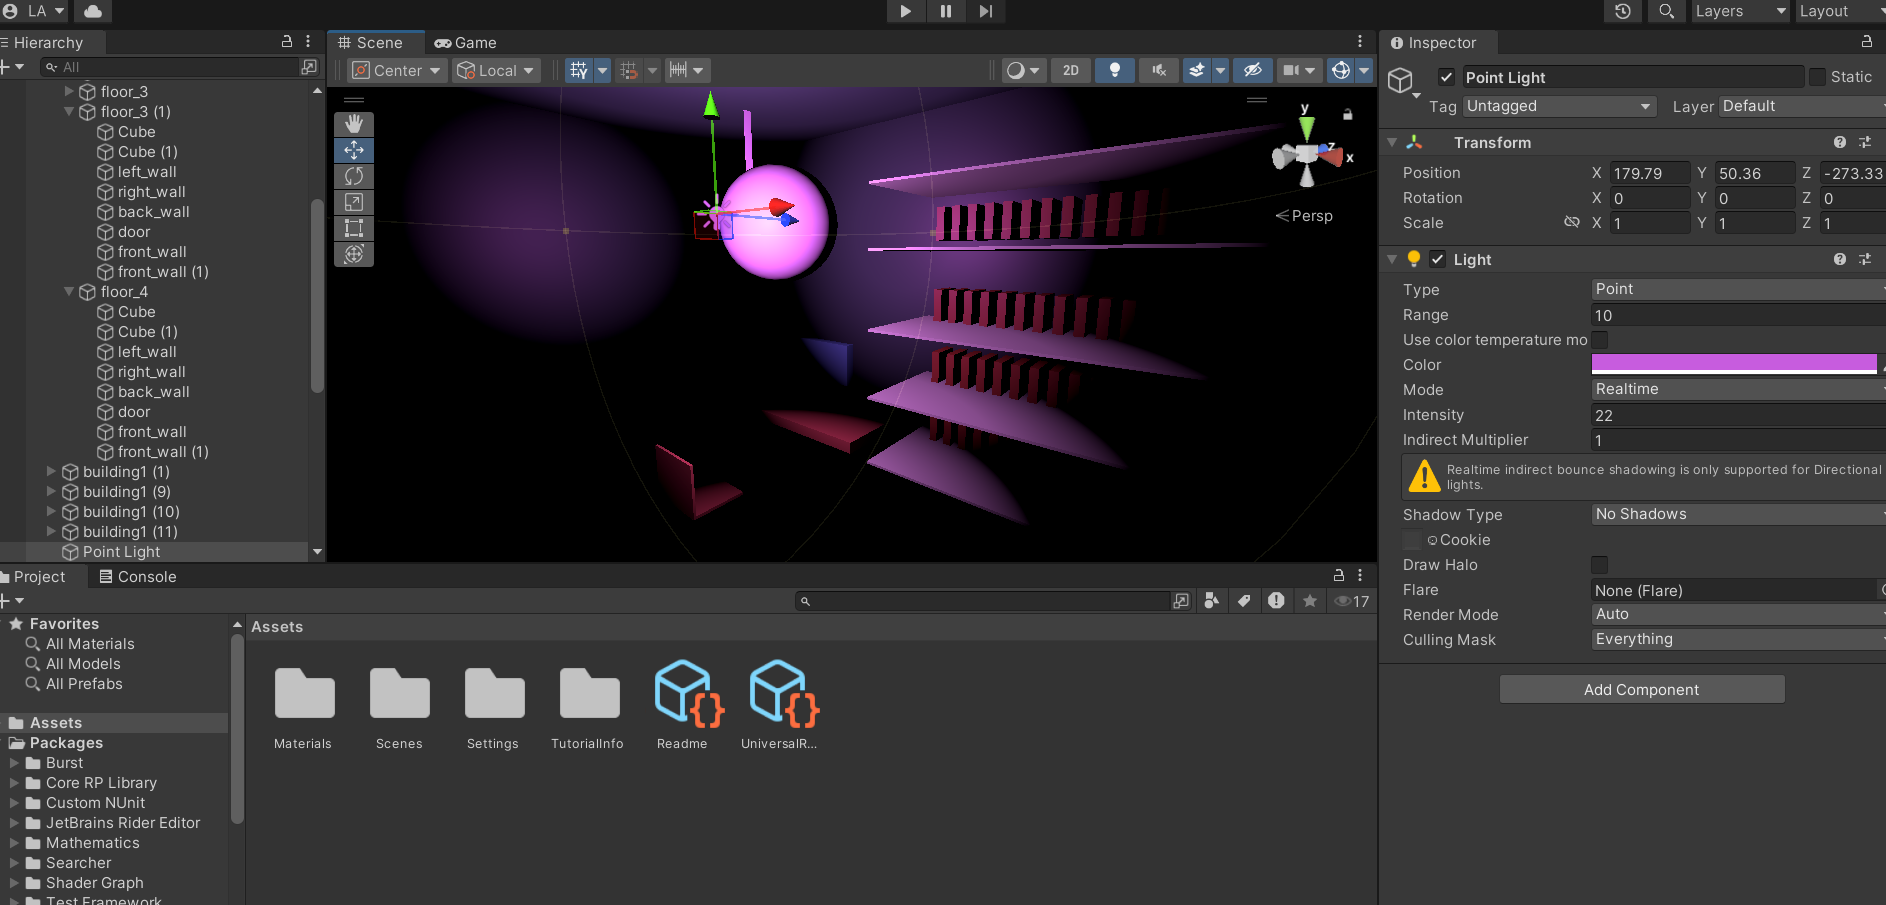 LA
Layers
Layout
Hierarchy
All
floor_3
floor_3 (1)
Cube
Cube (1)
left_wall
right_wall
back_wall
door
front_wall
front_wall (1)
floor_4
Cube
Cube (1)
left_wall
right_wall
back_wall
door
front_wall
front_wall (1)
building1 (1)
building1 (9)
building1 (10)
building1 (11)
Point Light
Scene
Game
Center
Local
2D
y
z
x
Persp
Inspector
Point Light
Static
Tag Untagged
Layer Default
Transform
Position X 179.79 Y 50.36 Z -273.33
Rotation X 0 Y 0 Z 0
Scale X 1 Y 1 Z 1
Light
Type Point
Range 10
Use color temperature mo
Color
Mode Realtime
Intensity 22
Indirect Multiplier 1
Realtime indirect bounce shadowing is only supported for Directional
lights.
Shadow Type No Shadows
Cookie
Draw Halo
Flare None (Flare)
Render Mode Auto
Culling Mask Everything
Add Component
Project
Console
17
Favorites
All Materials
All Models
All Prefabs
Assets
Packages
Burst
Core RP Library
Custom NUnit
JetBrains Rider Editor
Mathematics
Searcher
Shader Graph
Test Framework
Assets
Materials
Scenes
Settings
TutorialInfo
Readme
UniversalR...